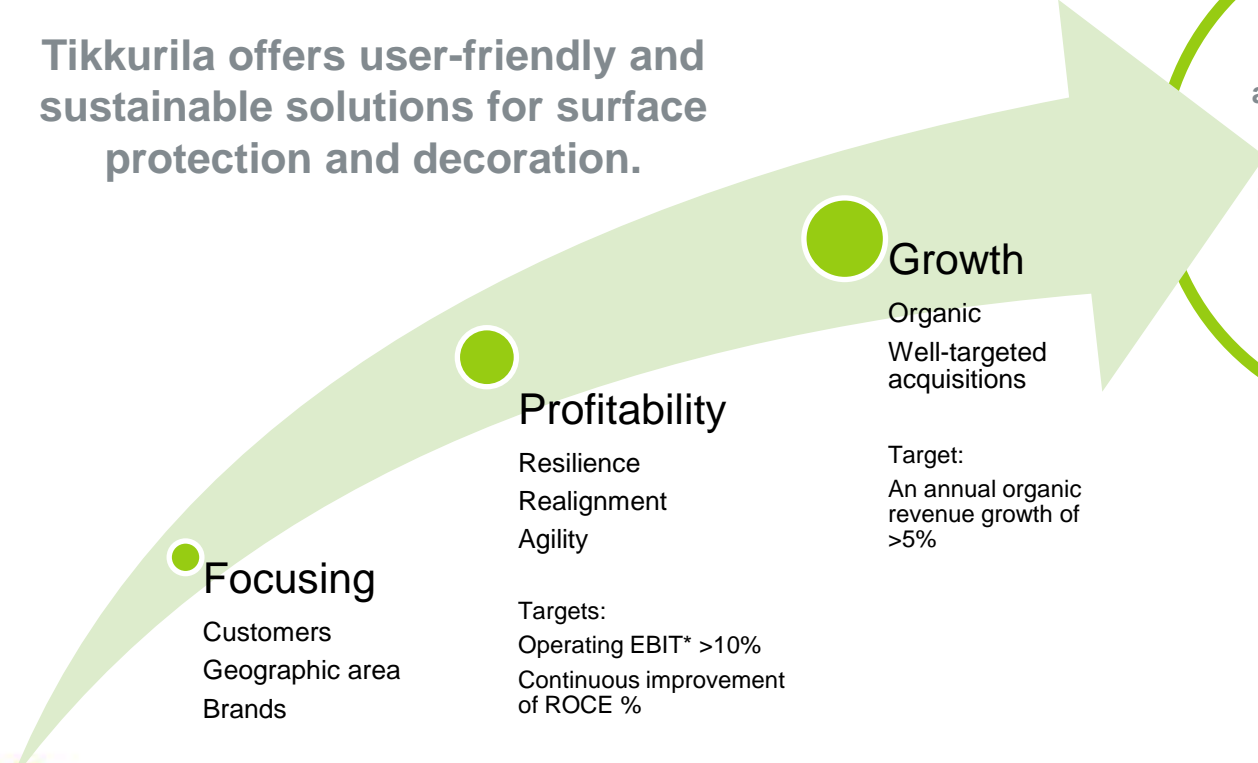 Tikkurila offers user-friendly and
sustainable solutions for surface
protection and decoration.
Focusing
Customers
Geographic area
Brands
Profitability
Resilience
Realignment
Agility
Targets:
Operating EBIT* >10%
Continuous improvement
of ROCE %
Growth
Organic
Well-targeted
acquisitions
Target:
An annual organic
revenue growth of
>5%